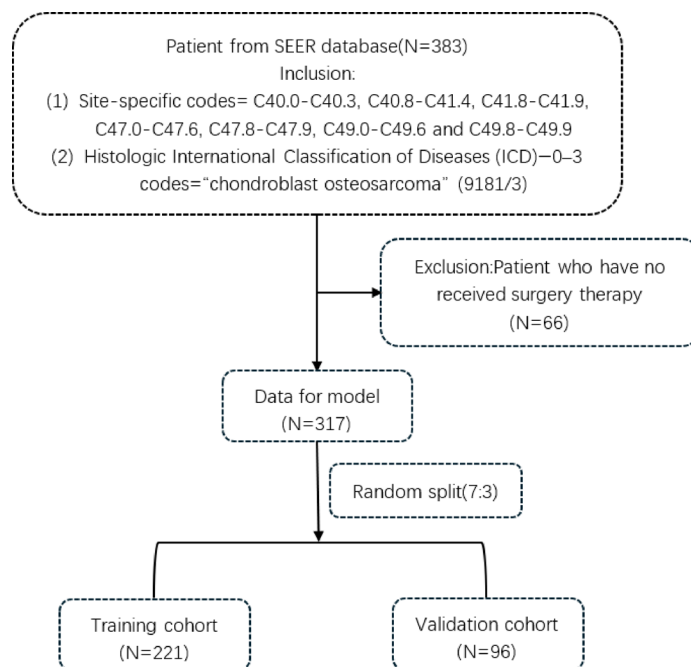 Patient from SEER database(N=383)
Inclusion:
(1) Site-specific codes= C40.0-C40.3, C40.8-C41.4, C41.8-C41.9,
C47.0-C47.6, C47.8-C47.9, C49.0-C49.6 and C49.8-C49.9
(2) Histologic International Classification of Diseases (ICD)—0–3
codes=“chondroblast osteosarcoma” (9181/3)
Exclusion:Patient who have no
received surgery therapy
(N=66)
Data for model
(N=317)
Random split(7:3)
Training cohort
(N=221)
Validation cohort
(N=96)